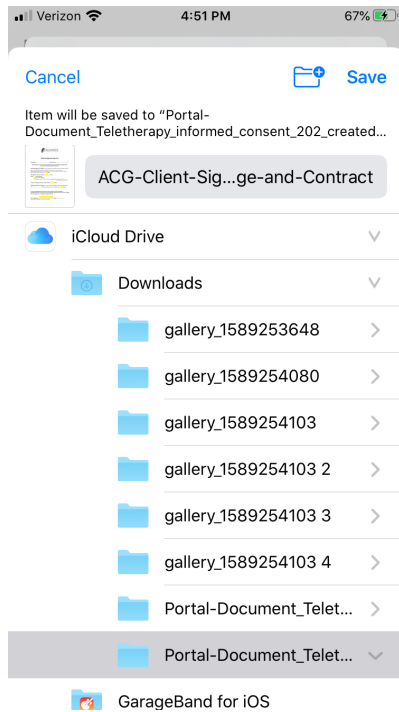 Verizon 4:51 PM 67%
Cancel Save
Item will be saved to “Portal-
Document_Teletherapy_informed_consent_202_created...
ACG-Client-Sig...ge-and-Contract
iCloud Drive
Downloads
gallery_1589253648
gallery_1589254080
gallery_1589254103
gallery_1589254103 2
gallery_1589254103 3
gallery_1589254103 4
Portal-Document_Telet...
Portal-Document_Telet...
GarageBand for iOS